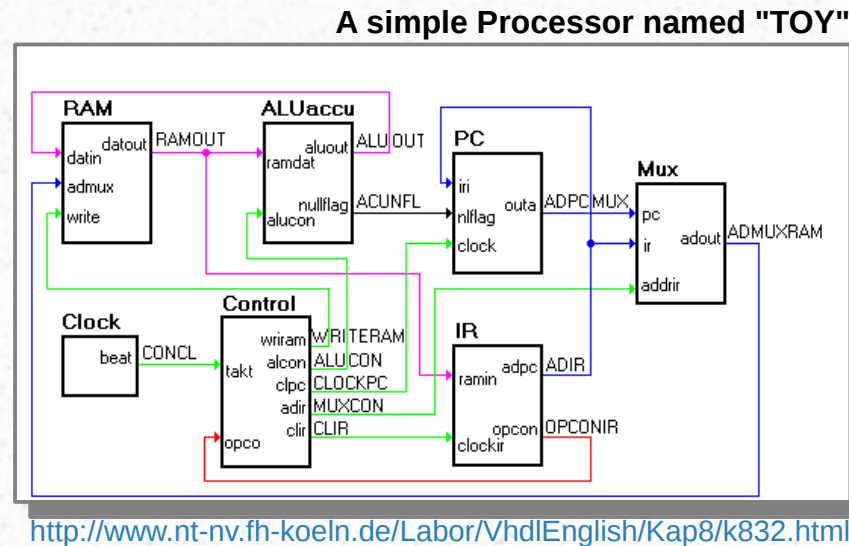 A simple Processor named "TOY"
RAM
datin
datout
admux
write
RAMOUT
ALUaccu
ramdat
aluout
nullflag
alucon
ALUOUT
ACUNFL
PC
iri
nlflag
outa
clock
ADPCMUX
Mux
pc
ir
adout
addrir
ADMUXRAM
Clock
beat
CONCL
Control
takt
wriram
alcon
clpc
adir
clir
opco
WRITERAM
ALUCON
CLOCKPC
MUXCON
CLIR
IR
ramin
adpc
opcon
clockir
ADIR
OPCONIR
http://www.nt-nv.fh-koeln.de/Labor/VhdlEnglish/Kap8/k832.html